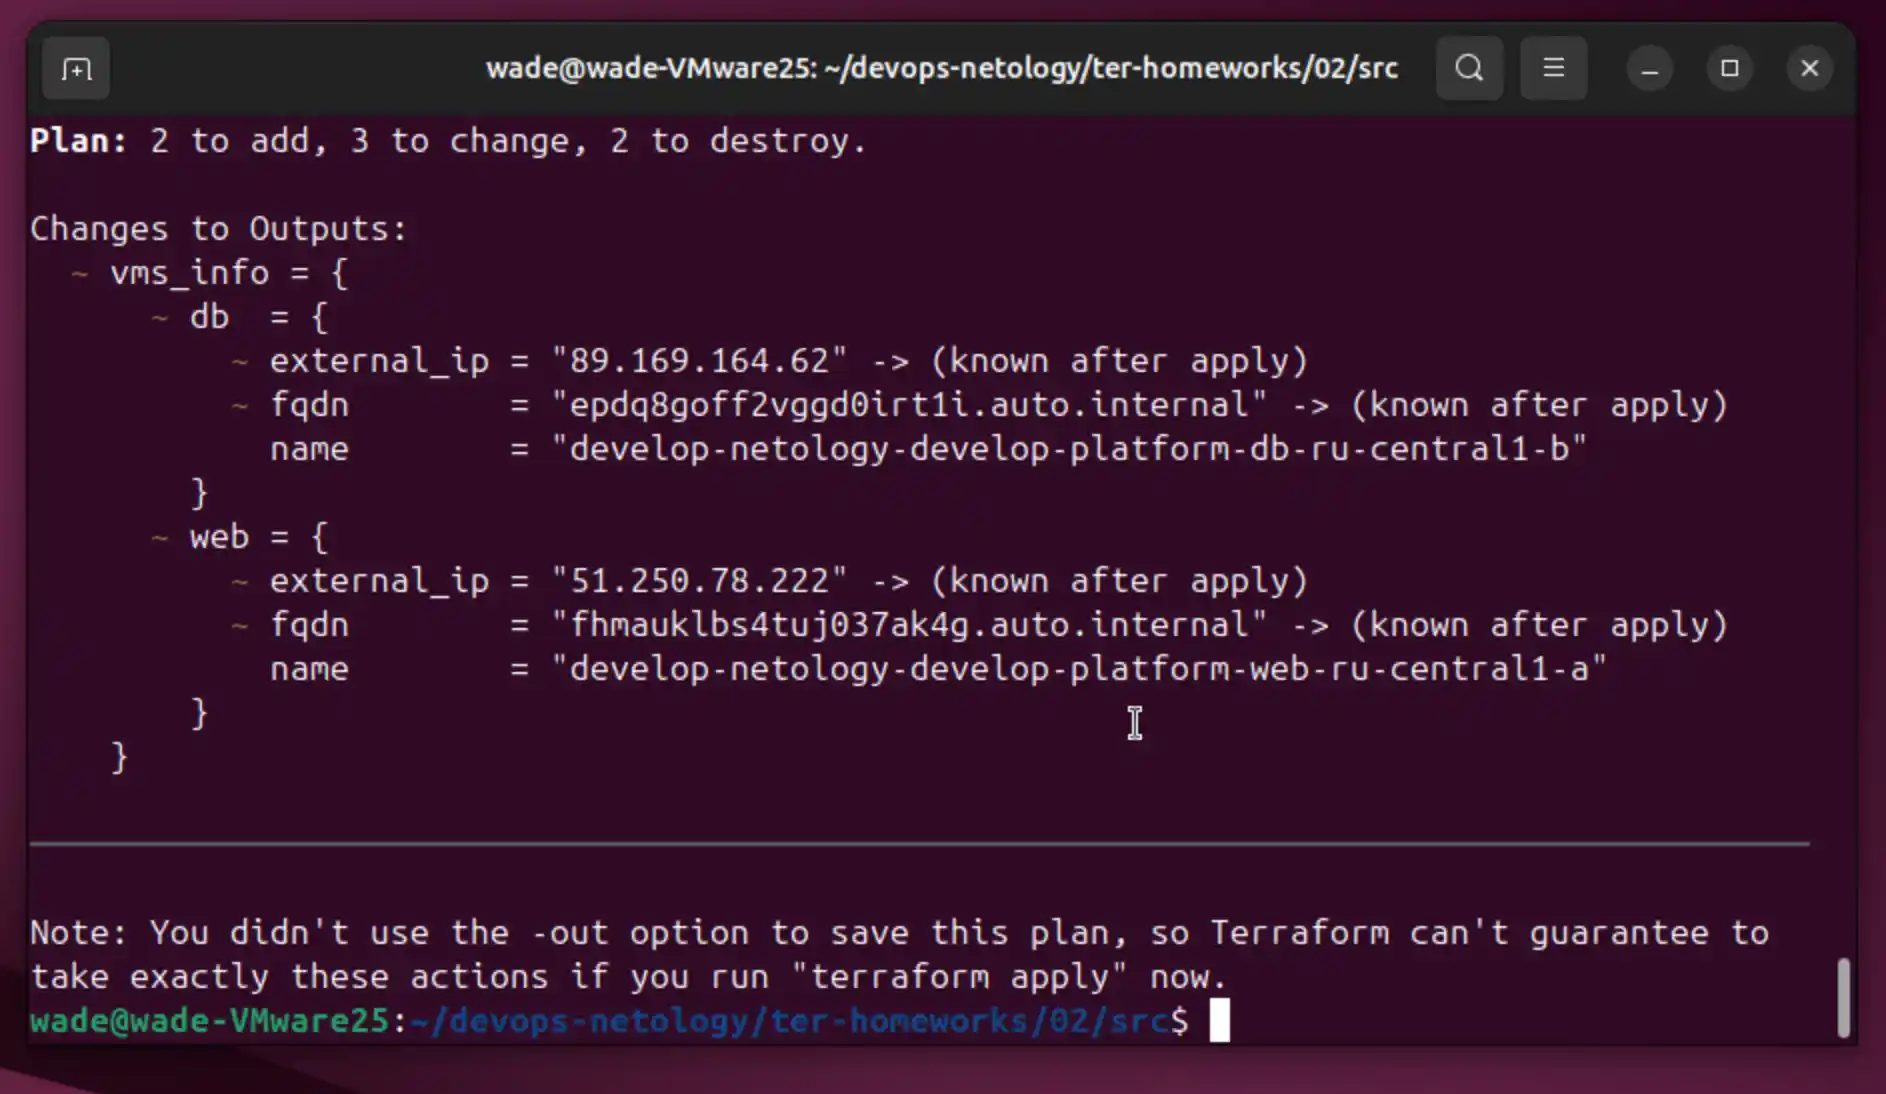 wade@wade-VMware25: ~/devops-netology/ter-homeworks/02/src
Plan: 2 to add, 3 to change, 2 to destroy.
Changes to Outputs:
  ~ vms_info = {
      ~ db  = {
          ~ external_ip = "89.169.164.62" -> (known after apply)
          ~ fqdn        = "epdq8goff2vggd0irt1i.auto.internal" -> (known after apply)
            name        = "develop-netology-develop-platform-db-ru-central1-b"
        }
      ~ web = {
          ~ external_ip = "51.250.78.222" -> (known after apply)
          ~ fqdn        = "fhmauklbs4tuj037ak4g.auto.internal" -> (known after apply)
            name        = "develop-netology-develop-platform-web-ru-central1-a"
        }
    }
Note: You didn't use the -out option to save this plan, so Terraform can't guarantee to
take exactly these actions if you run "terraform apply" now.
wade@wade-VMware25:~/devops-netology/ter-homeworks/02/src$